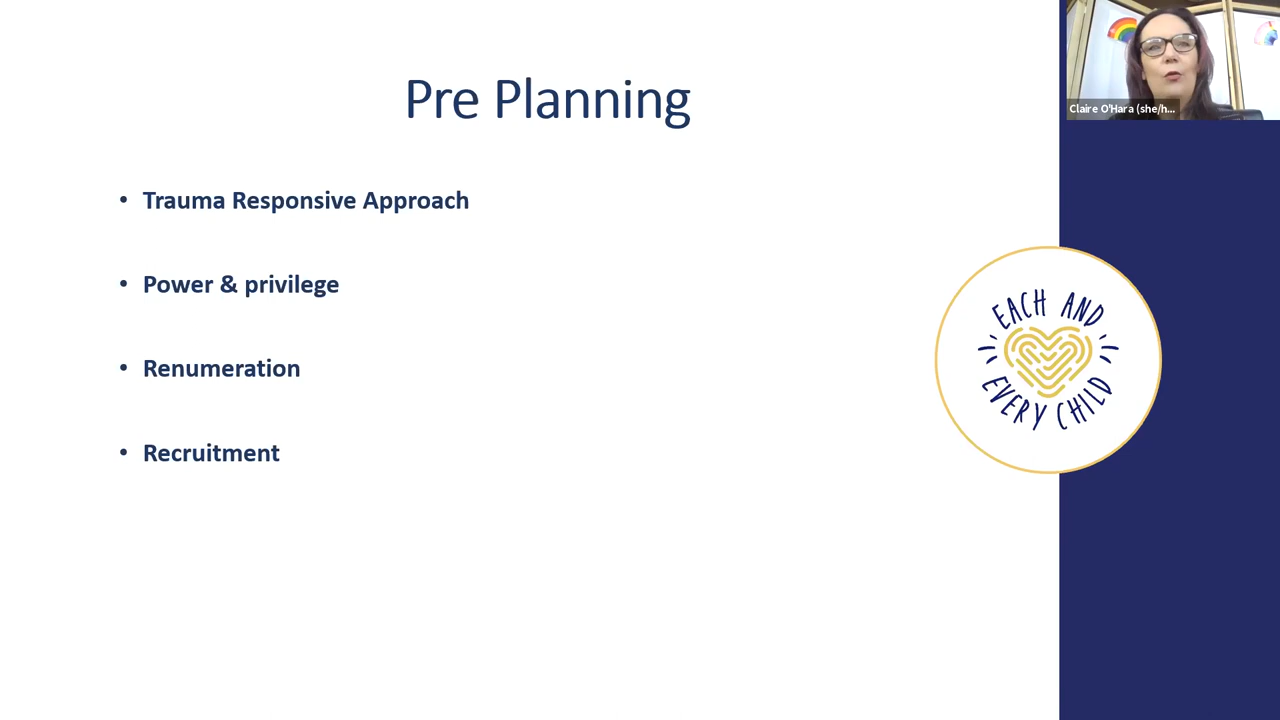 Pre Planning
• Trauma Responsive Approach
• Power & privilege
• Renumeration
• Recruitment
Claire O'Hara (she/h...
EACH AND
EVERY CHILD